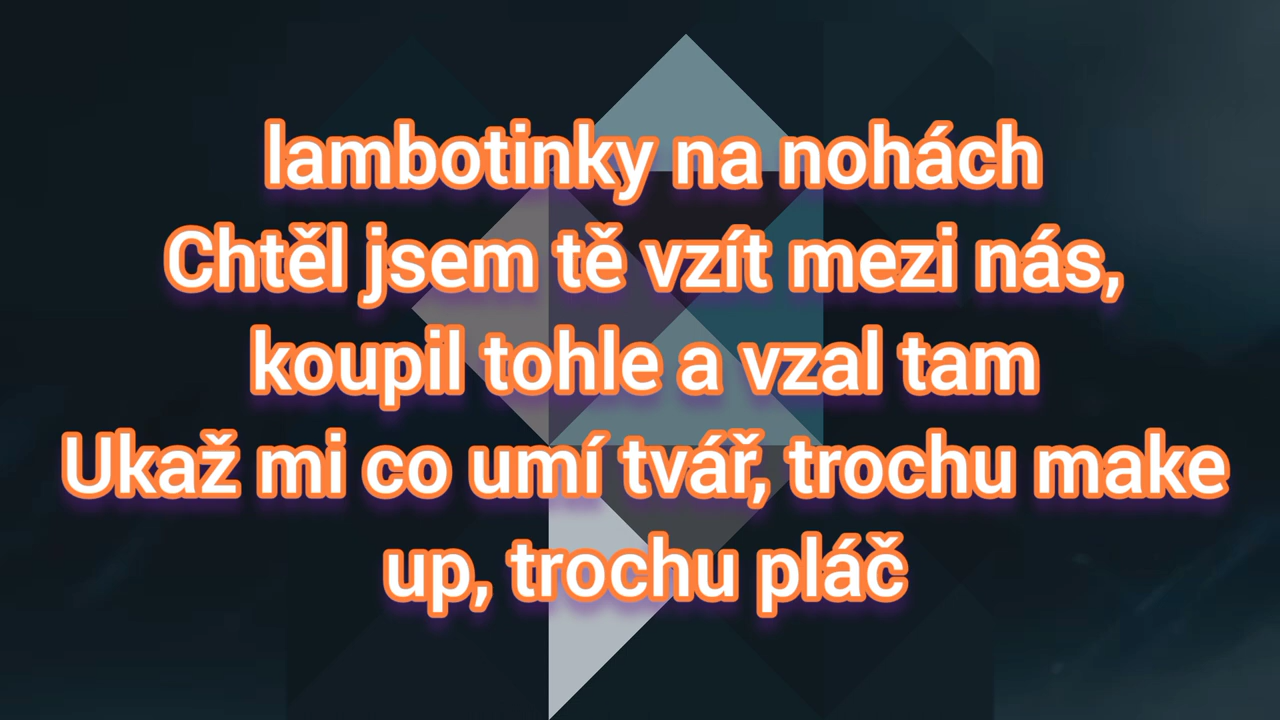 lambotinky na nohách
Chtěl jsem tě vzít mezi nás,
koupil tohle a vzal tam
Ukaž mi co umí tvář, trochu make
up, trochu pláč